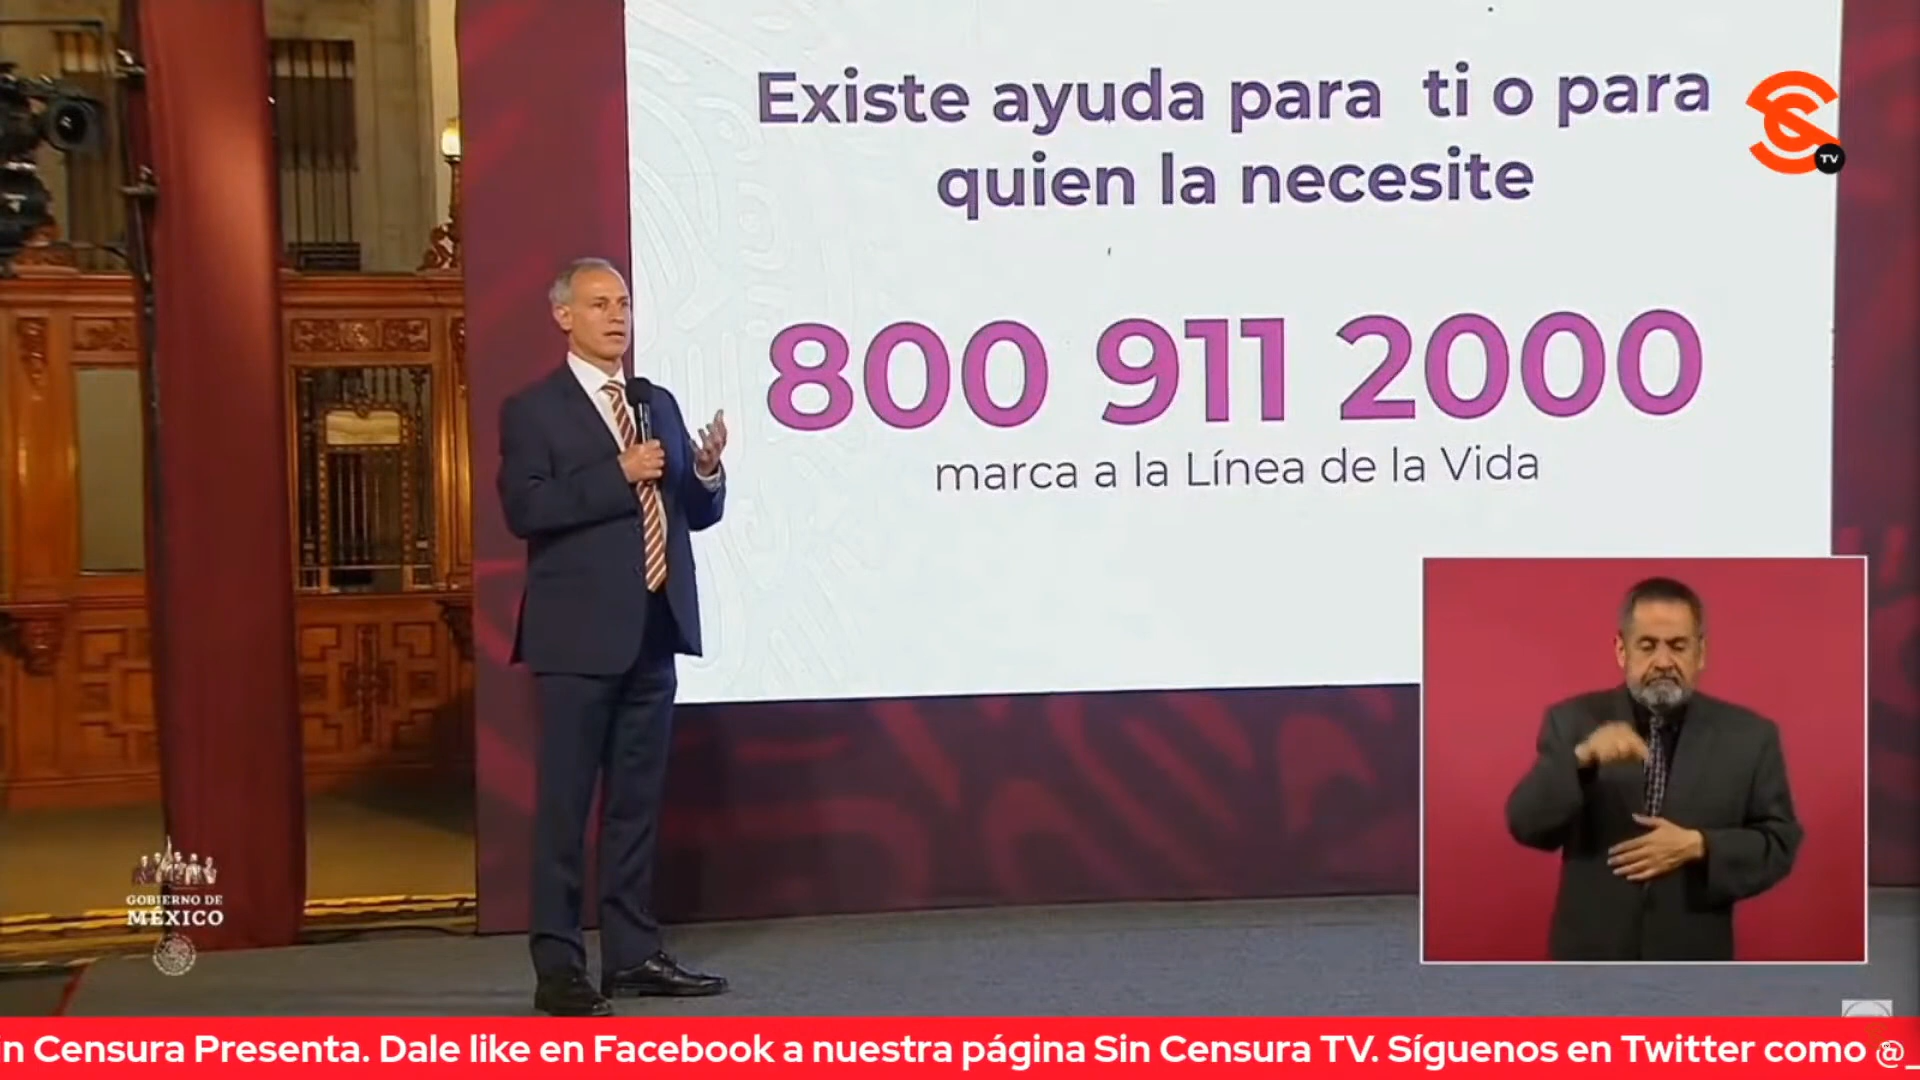 Existe ayuda para ti o para
quien la necesite
800 911 2000
marca a la Línea de la Vida
TV
GOBIERNO DE
MÉXICO
n Censura Presenta. Dale like en Facebook a nuestra página Sin Censura TV. Síguenos en Twitter como @_